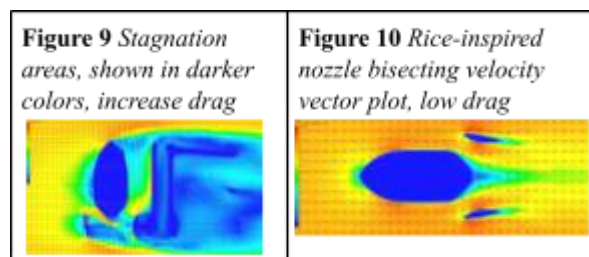 Figure 9 Stagnation
areas, shown in darker
colors, increase drag
Figure 10 Rice-inspired
nozzle bisecting velocity
vector plot, low drag